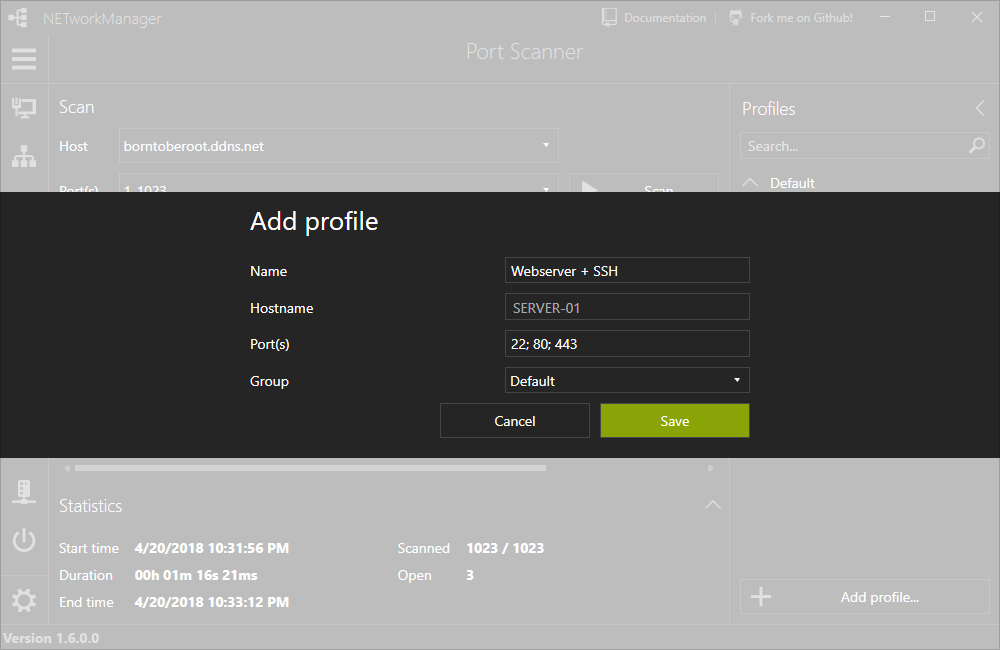 NETworkManager
Documentation
Fork me on Github!
Port Scanner
Scan
Host borntoberoot.ddns.net
Port(s) 1-1023 Scan
Profiles
Search...
Default
Add profile
Name Webserver + SSH
Hostname SERVER-01
Port(s) 22; 80; 443
Group Default
Cancel Save
Statistics
Start time 4/20/2018 10:31:56 PM Scanned 1023 / 1023
Duration 00h 01m 16s 21ms Open 3
End time 4/20/2018 10:33:12 PM
Add profile...
Version 1.6.0.0